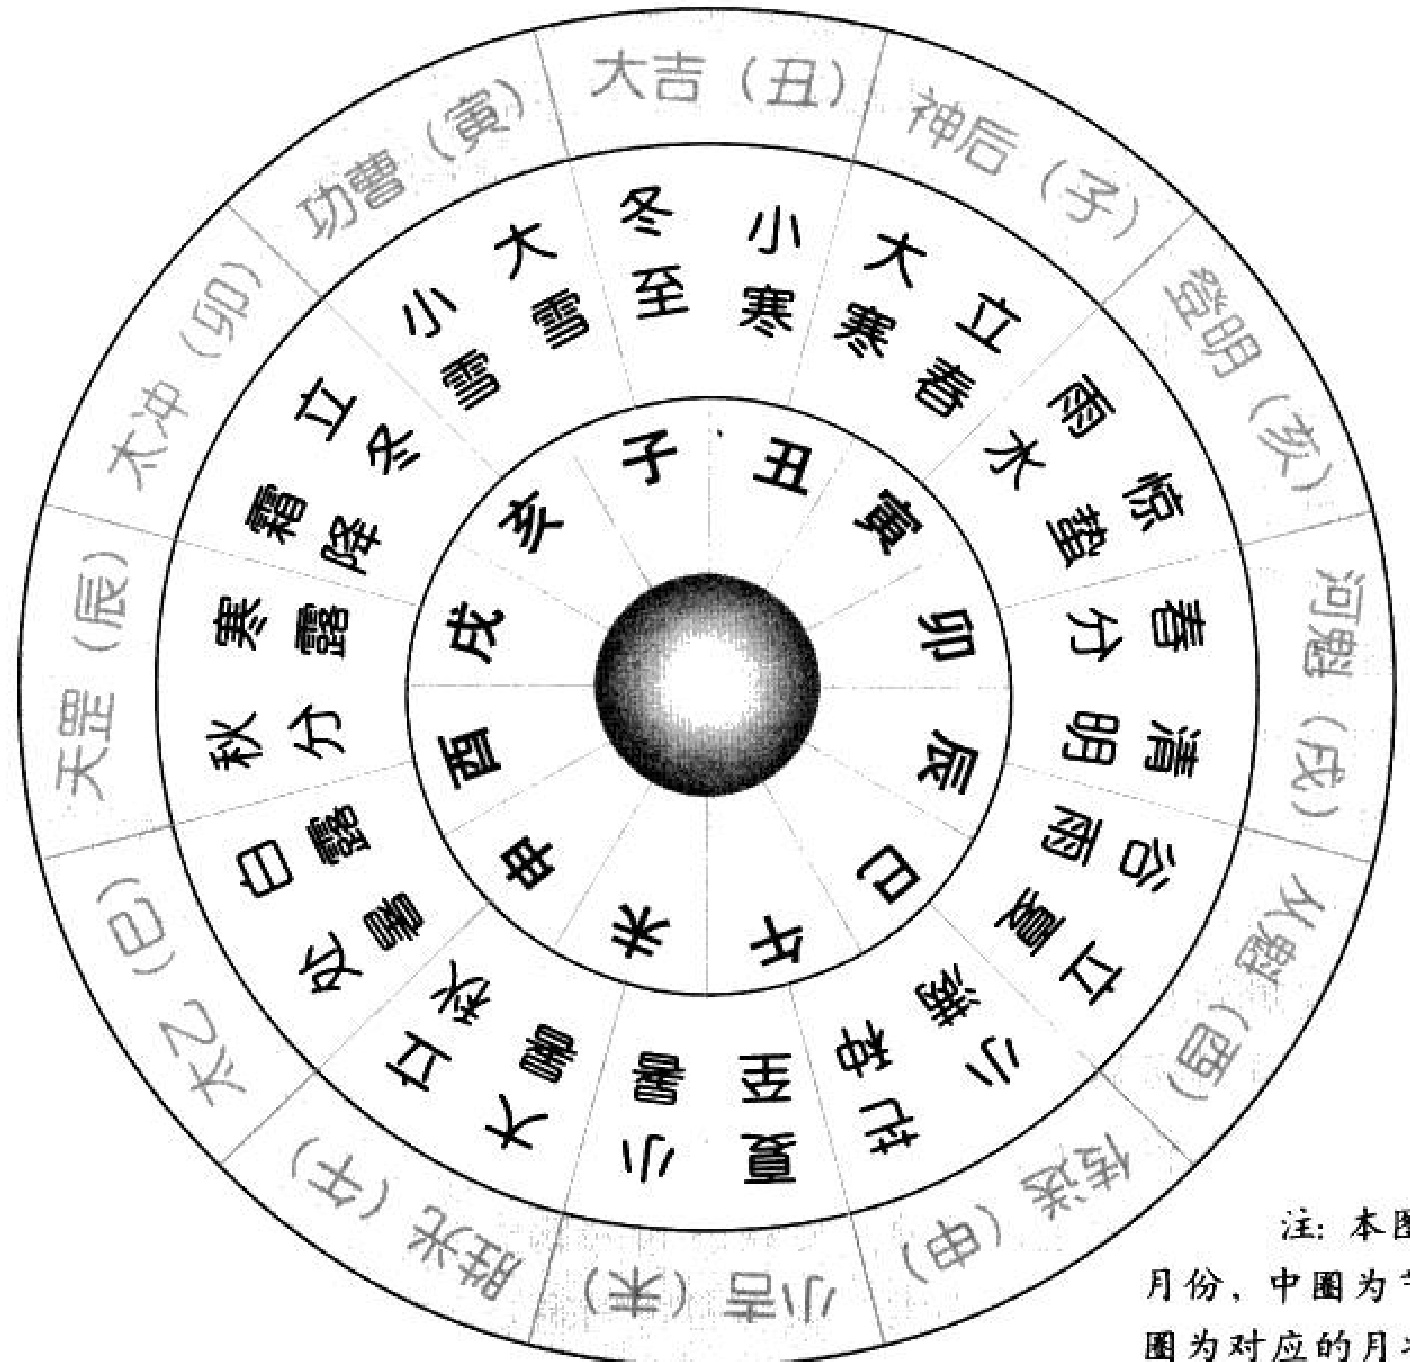 大吉（丑）
神后（子）
登明（亥）
河魁（戌）
从魁（酉）
传送（申）
小吉（未）
胜光（午）
太乙（巳）
天罡（辰）
太冲（卯）
功曹（寅）
冬至
小寒
大寒
立春
雨水
惊蛰
春分
清明
谷雨
立夏
小满
芒种
夏至
小暑
大暑
立秋
处暑
白露
秋分
寒露
霜降
立冬
小雪
大雪
子
丑
寅
卯
辰
巳
午
未
申
酉
戌
亥
注：本图
月份，中圈为
圈为对应的月